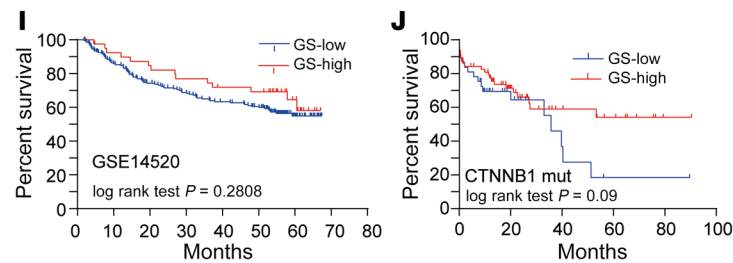 I
Percent survival
100
80
60
40
20
0
GS-low
GS-high
GSE14520
log rank test P = 0.2808
0 10 20 30 40 50 60 70 80
Months
J
Percent survival
100
80
60
40
20
0
GS-low
GS-high
CTNNB1 mut
log rank test P = 0.09
0 20 40 60 80 100
Months